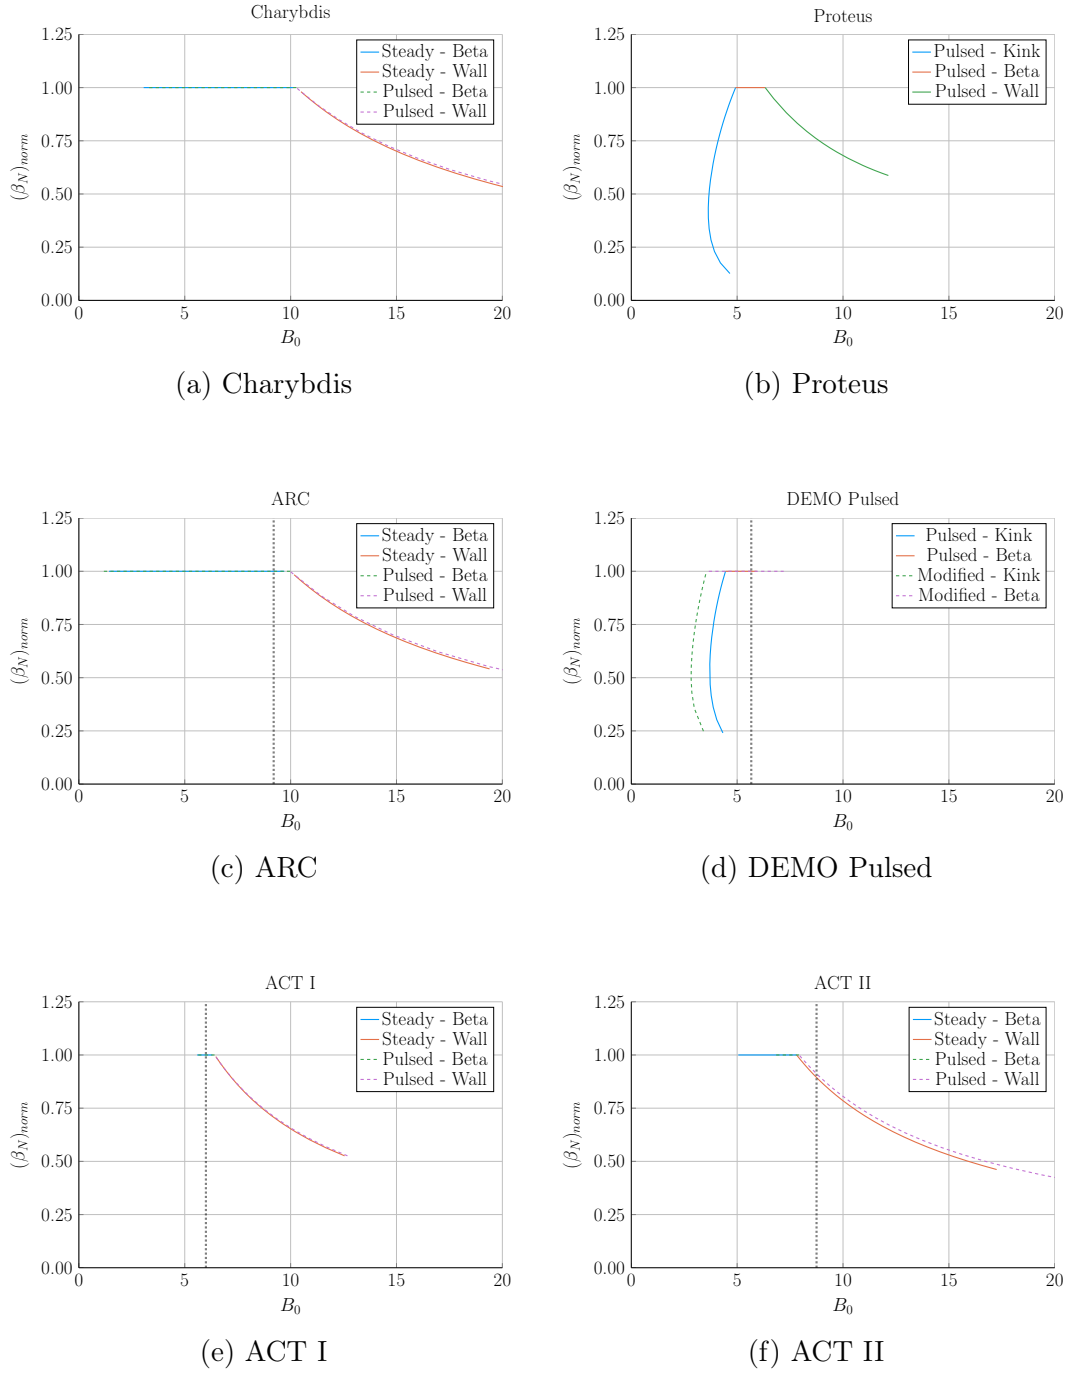 Charybdis
1.25
1.00
0.75
0.50
0.25
0.00
(β_N)_norm
0 5 10 15 20
B_0
Steady - Beta
Steady - Wall
Pulsed - Beta
Pulsed - Wall
(a) Charybdis
Proteus
1.25
1.00
0.75
0.50
0.25
0.00
(β_N)_norm
0 5 10 15 20
B_0
Pulsed - Kink
Pulsed - Beta
Pulsed - Wall
(b) Proteus
ARC
1.25
1.00
0.75
0.50
0.25
0.00
(β_N)_norm
0 5 10 15 20
B_0
Steady - Beta
Steady - Wall
Pulsed - Beta
Pulsed - Wall
(c) ARC
DEMO Pulsed
1.25
1.00
0.75
0.50
0.25
0.00
(β_N)_norm
0 5 10 15 20
B_0
Pulsed - Kink
Pulsed - Beta
Modified - Kink
Modified - Beta
(d) DEMO Pulsed
ACT I
1.25
1.00
0.75
0.50
0.25
0.00
(β_N)_norm
0 5 10 15 20
B_0
Steady - Beta
Steady - Wall
Pulsed - Beta
Pulsed - Wall
(e) ACT I
ACT II
1.25
1.00
0.75
0.50
0.25
0.00
(β_N)_norm
0 5 10 15 20
B_0
Steady - Beta
Steady - Wall
Pulsed - Beta
Pulsed - Wall
(f) ACT II